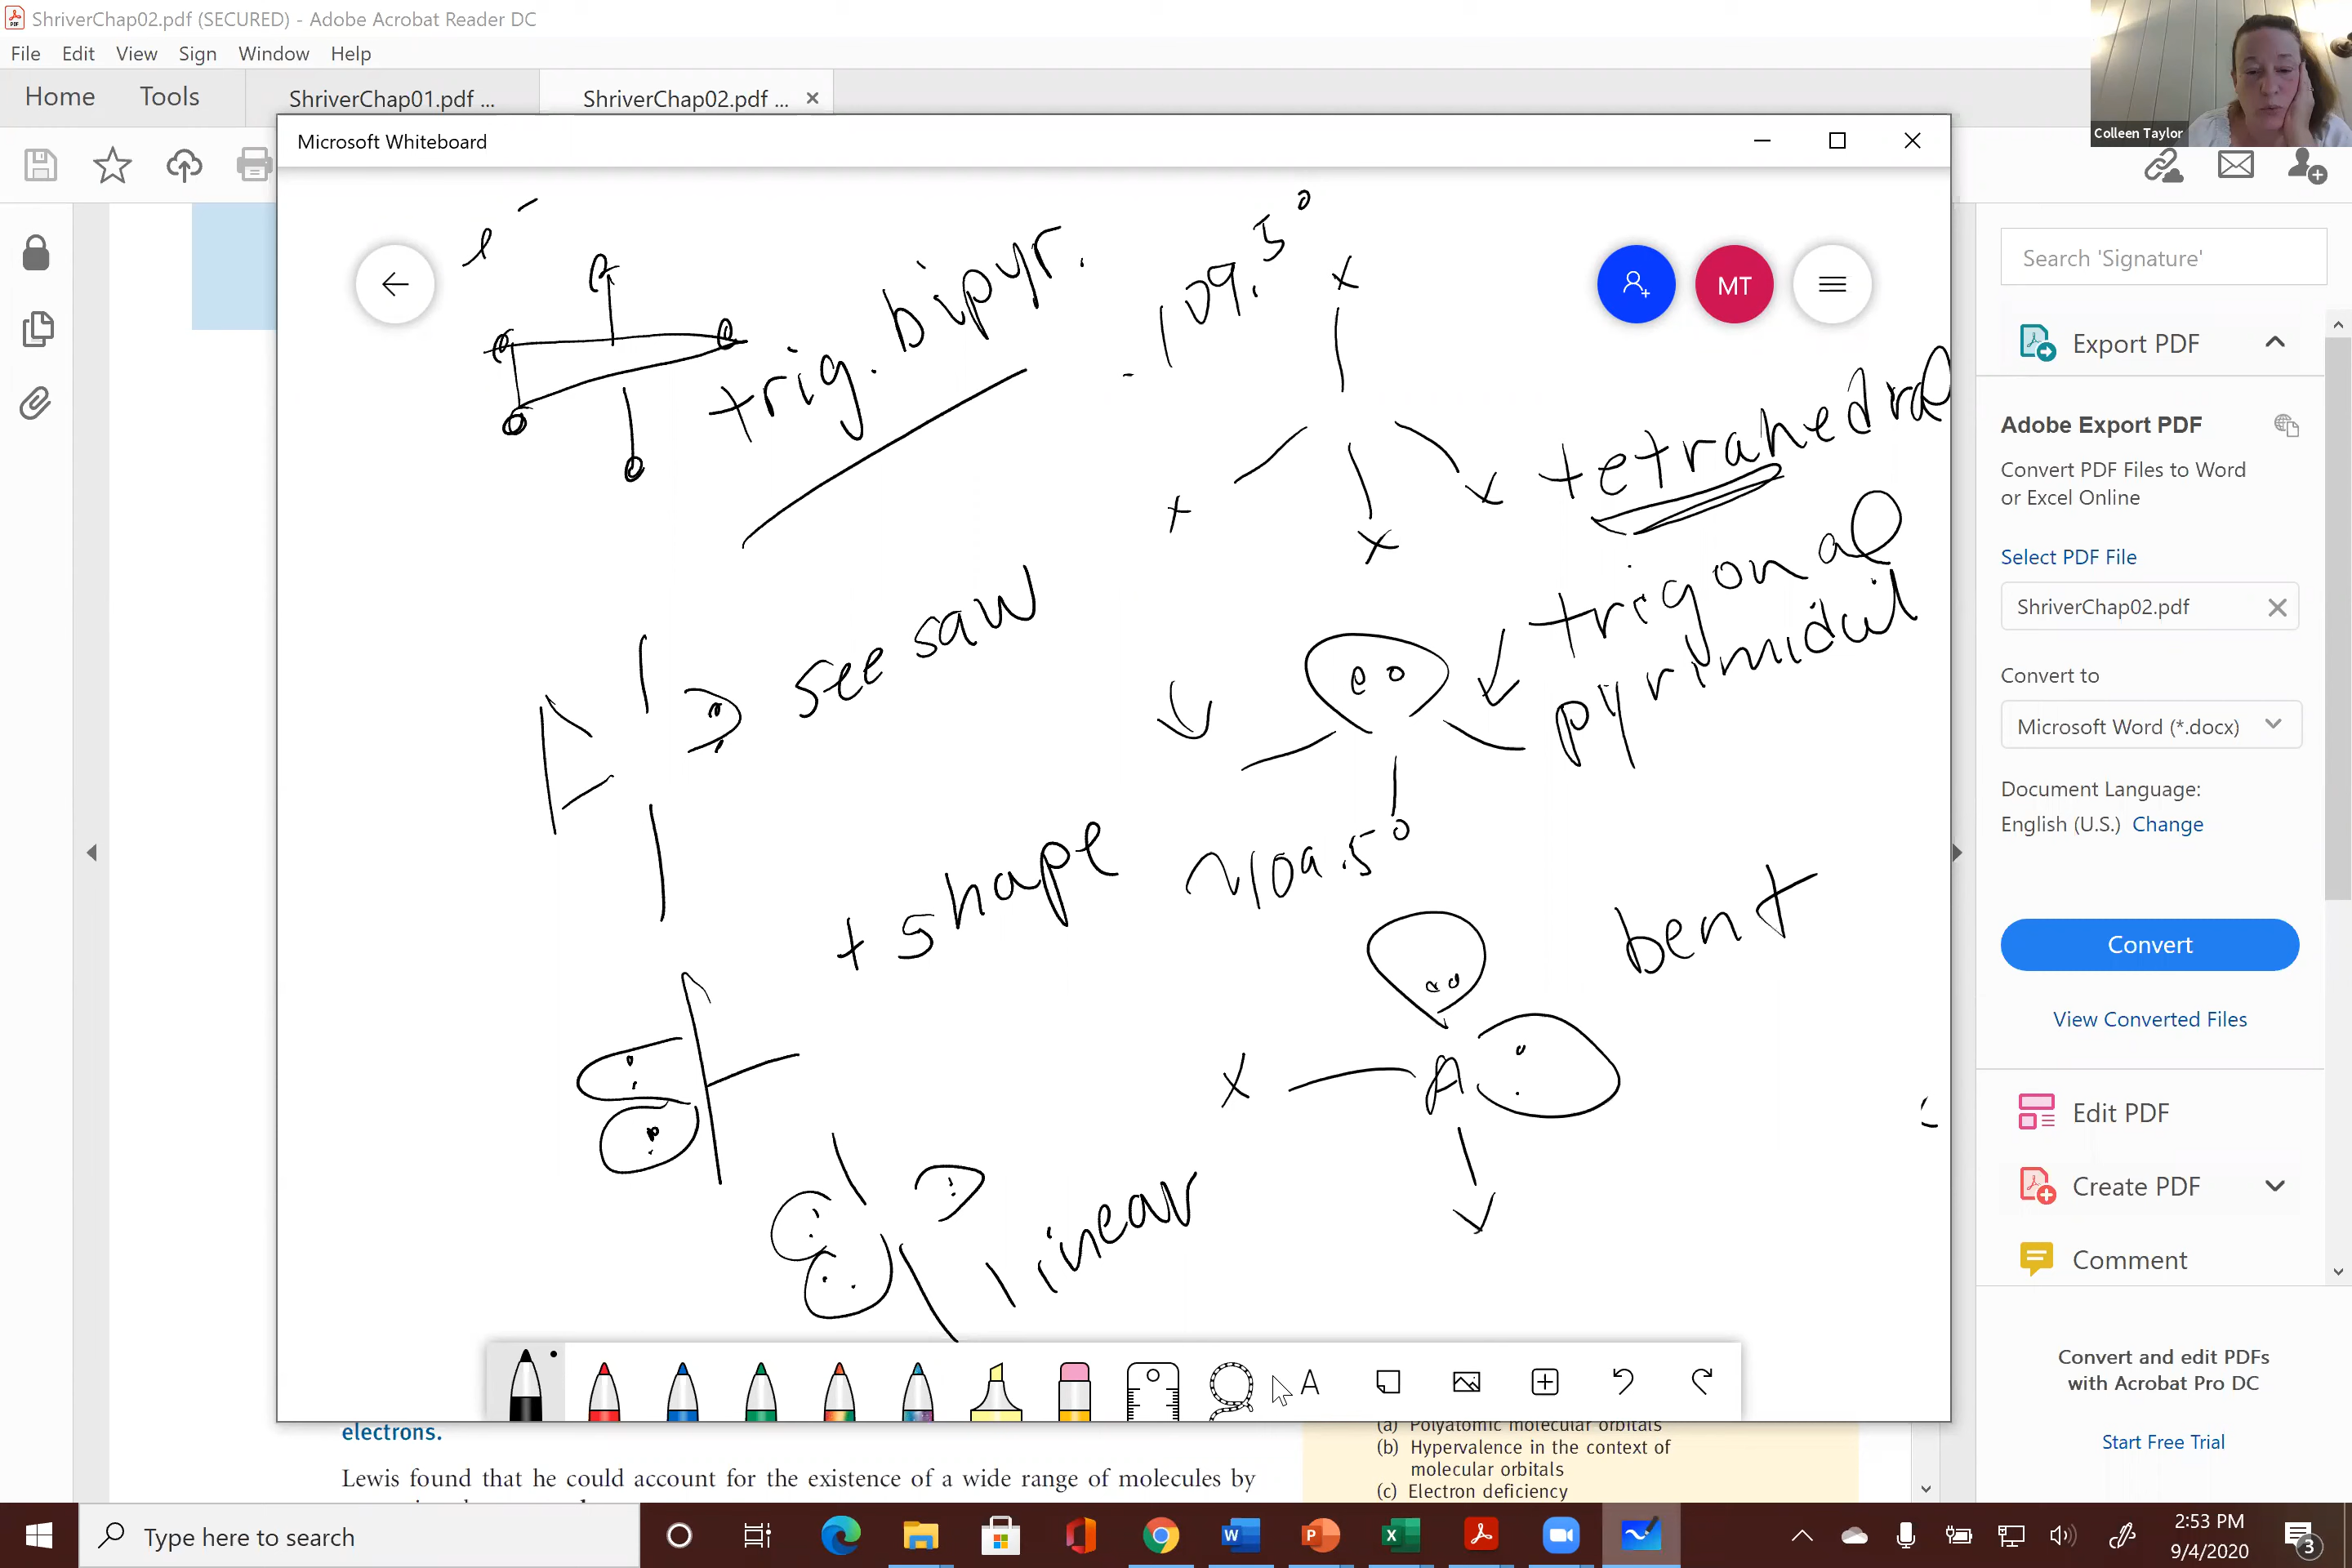 ShriverChap02.pdf (SECURED) - Adobe Acrobat Reader DC
File Edit View Sign Window Help
Home Tools ShriverChap01.pdf ... ShriverChap02.pdf ...
Colleen Taylor
Microsoft Whiteboard
MT
trig. bipyr.
109.5°
x
x
x
x
tetrahedral
see saw
trigonal
pyrimidal
~109.5°
t shape
bent
x
A
linear
A
Search 'Signature'
Export PDF
Adobe Export PDF
Convert PDF Files to Word
or Excel Online
Select PDF File
ShriverChap02.pdf
Convert to
Microsoft Word (*.docx)
Document Language:
English (U.S.) Change
Convert
View Converted Files
Edit PDF
Create PDF
Comment
Convert and edit PDFs
with Acrobat Pro DC
Start Free Trial
electrons.
Lewis found that he could account for the existence of a wide range of molecules by
(a) Polyatomic molecular orbitals
(b) Hypervalence in the context of
molecular orbitals
(c) Electron deficiency
Type here to search
2:53 PM
9/4/2020
3